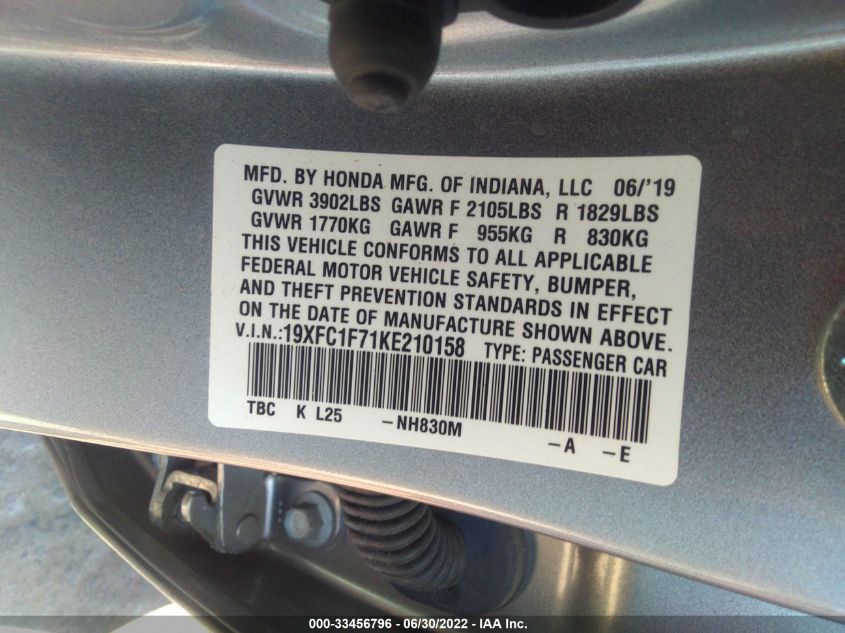 MFD. BY HONDA MFG. OF INDIANA, LLC 06/'19
GVWR 3902LBS GAWR F 2105LBS R 1829LBS
GVWR 1770KG GAWR F 955KG R 830KG
THIS VEHICLE CONFORMS TO ALL APPLICABLE
FEDERAL MOTOR VEHICLE SAFETY, BUMPER,
AND THEFT PREVENTION STANDARDS IN EFFECT
ON THE DATE OF MANUFACTURE SHOWN ABOVE.
V.I.N.:19XFC1F71KE210158 TYPE: PASSENGER CAR
TBC K L25 -NH830M -A -E
000-33456796 - 06/30/2022 - IAA Inc.